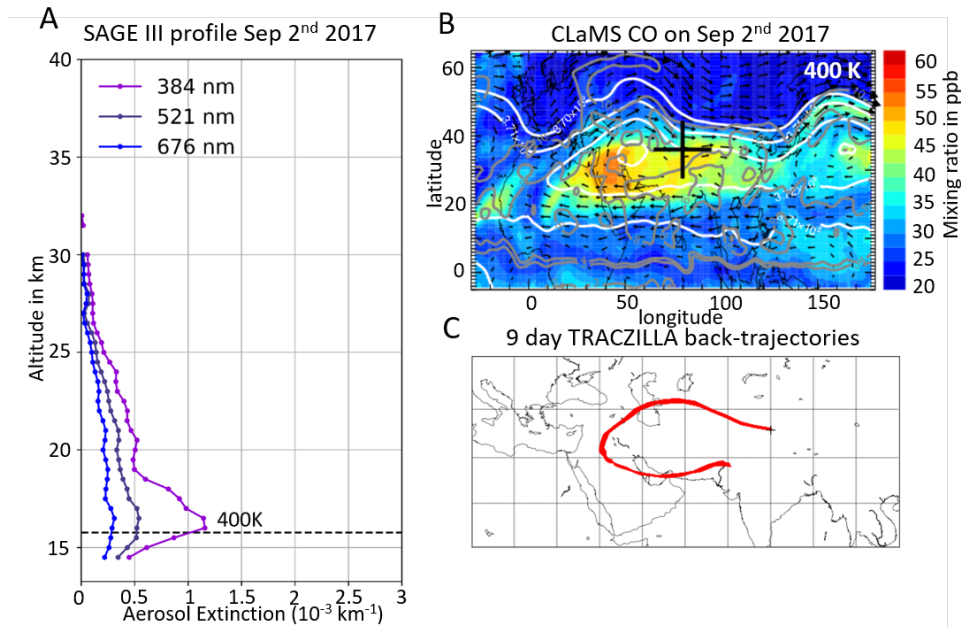 A
SAGE III profile Sep 2nd 2017
40
35
30
25
20
15
Altitude in km
384 nm
521 nm
676 nm
400K
0 0.5 1 1.5 2 2.5 3
Aerosol Extinction (10-3 km-1)
B
CLaMS CO on Sep 2nd 2017
400 K
60
40
20
0
latitude
0 50 100 150
longitude
60
55
50
45
40
35
30
25
20
Mixing ratio in ppb
C
9 day TRACZILLA back-trajectories